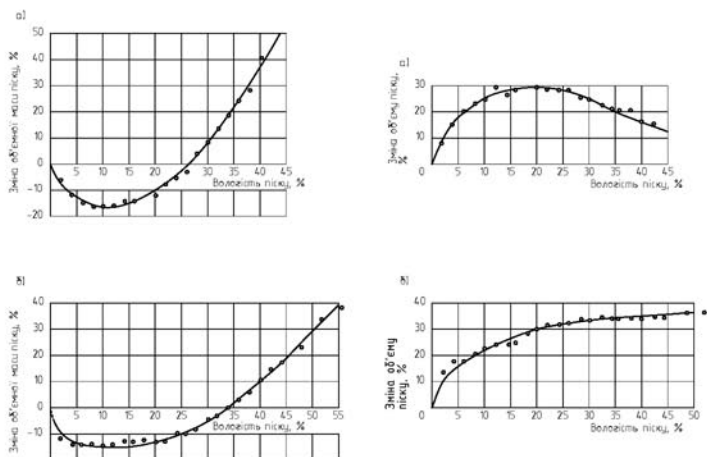 а)
Зміна об'ємної маси піску, %
50
40
30
20
10
0
-10
-20
5 10 15 20 25 30 35 40 45
Вологість піску, %
а)
Зміна об'єму піску, %
30
20
10
0
5 10 15 20 25 30 35 40 45
Вологість піску, %
б)
Зміна об'ємної маси піску, %
40
30
20
10
0
-10
5 10 15 20 25 30 35 40 45 50 55
Вологість піску, %
б)
Зміна об'єму піску, %
40
30
20
10
0
5 10 15 20 25 30 35 40 45 50
Вологість піску, %